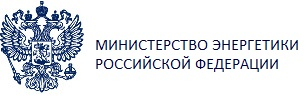 МИНИСТЕРСТВО ЭНЕРГЕТИКИ
РОССИЙСКОЙ ФЕДЕРАЦИИ